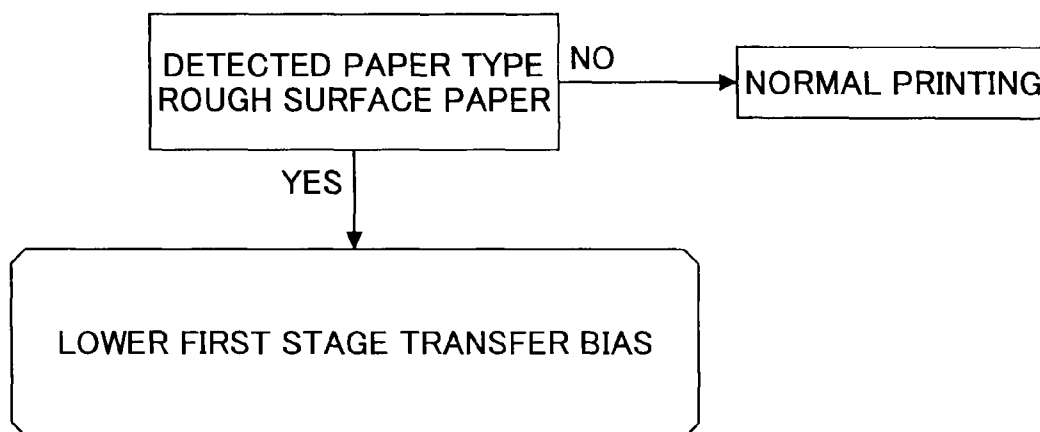 DETECTED PAPER TYPE
ROUGH SURFACE PAPER
NO
NORMAL PRINTING
YES
LOWER FIRST STAGE TRANSFER BIAS